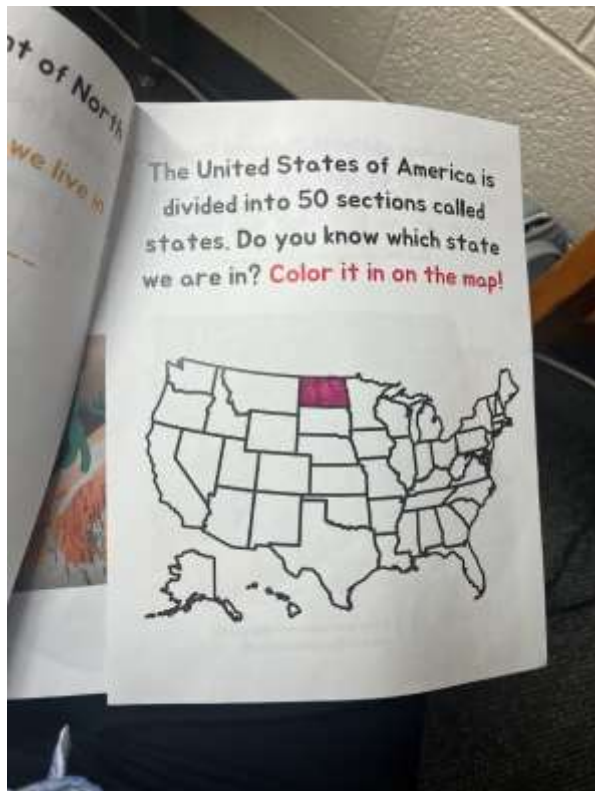 nt of North
we live in
The United States of America is
divided into 50 sections called
states. Do you know which state
we are in? Color it in on the map!